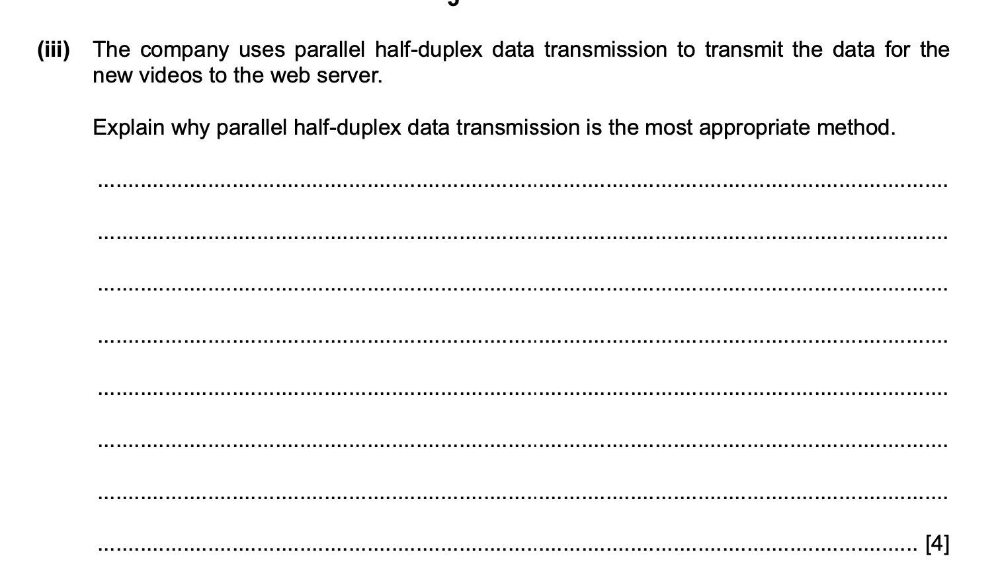 (iii) The company uses parallel half-duplex data transmission to transmit the data for the
new videos to the web server.
Explain why parallel half-duplex data transmission is the most appropriate method.
[4]